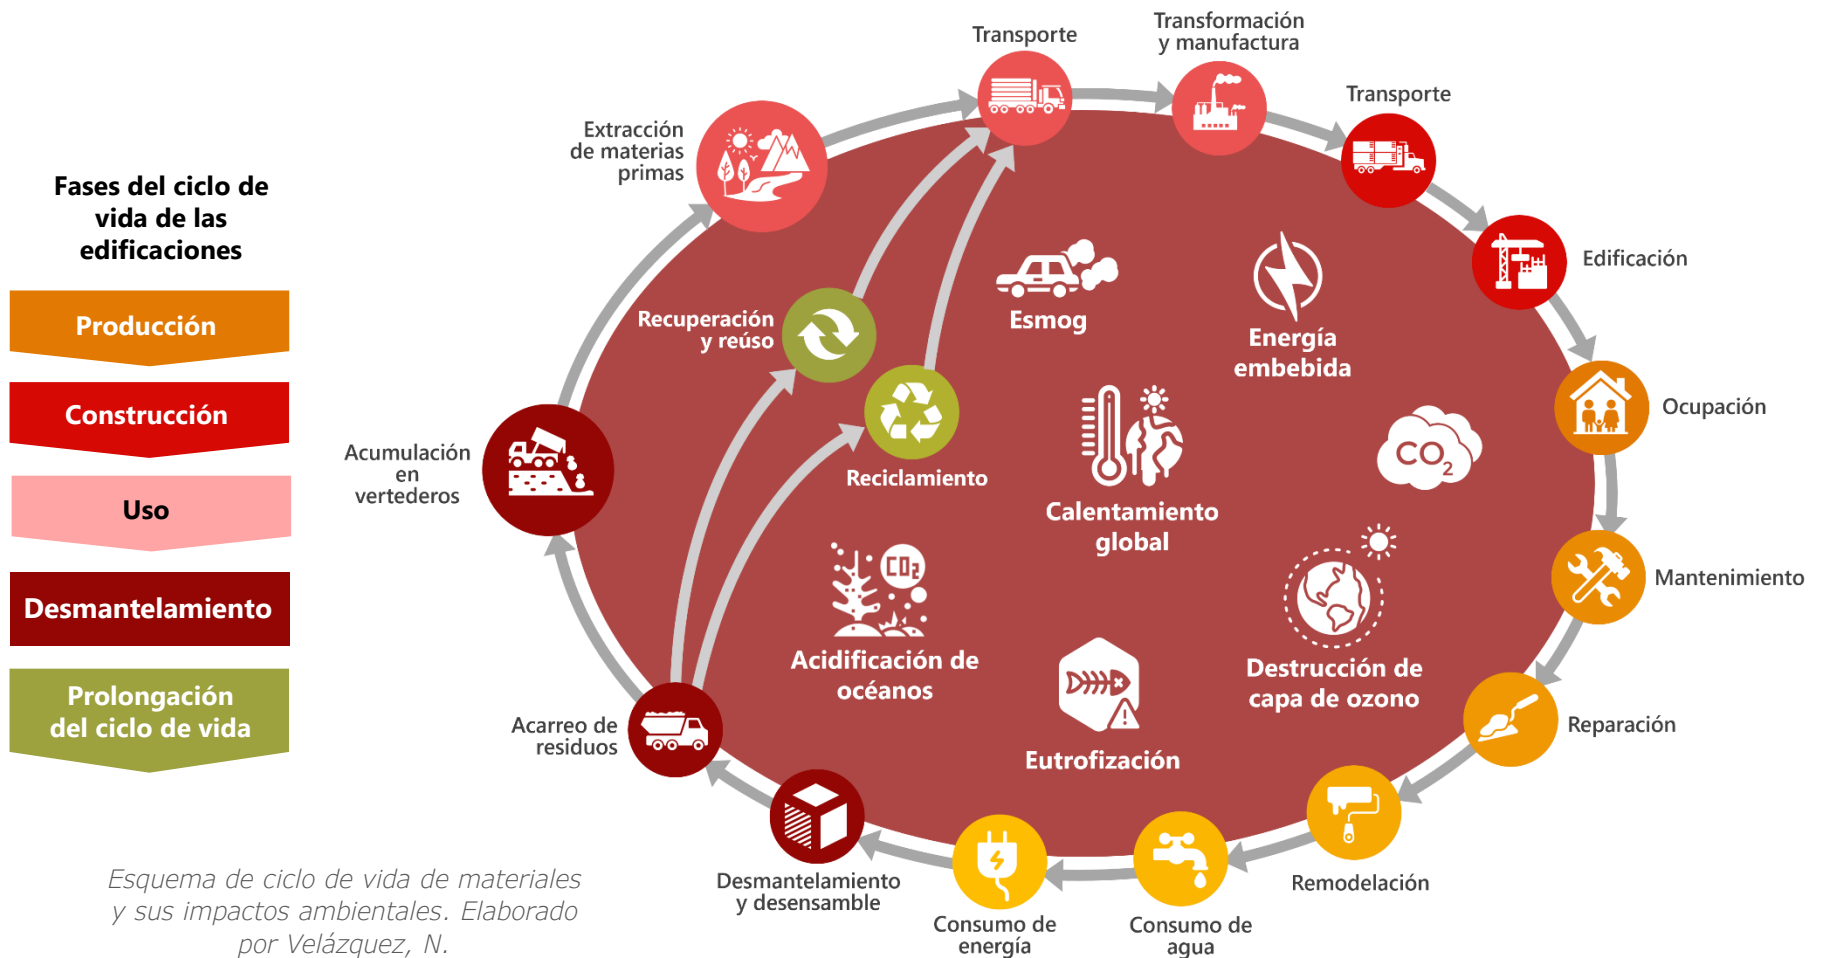 Fases del ciclo de
vida de las
edificaciones
Producción
Construcción
Uso
Desmantelamiento
Prolongación
del ciclo de vida
Transporte
Transformación
y manufactura
Transporte
Extracción
de materias
primas
Edificación
Recuperación
y reúso
Esmog
Energía
embebida
Ocupación
Reciclamiento
Acumulación
en
vertederos
Calentamiento
global
CO2
Mantenimiento
CO2
Acidificación de
océanos
Destrucción de
capa de ozono
Eutrofización
Acarreo de
residuos
Reparación
Remodelación
Desmantelamiento
y desensamble
Consumo de
energía
Consumo de
agua
Esquema de ciclo de vida de materiales
y sus impactos ambientales. Elaborado
por Velázquez, N.